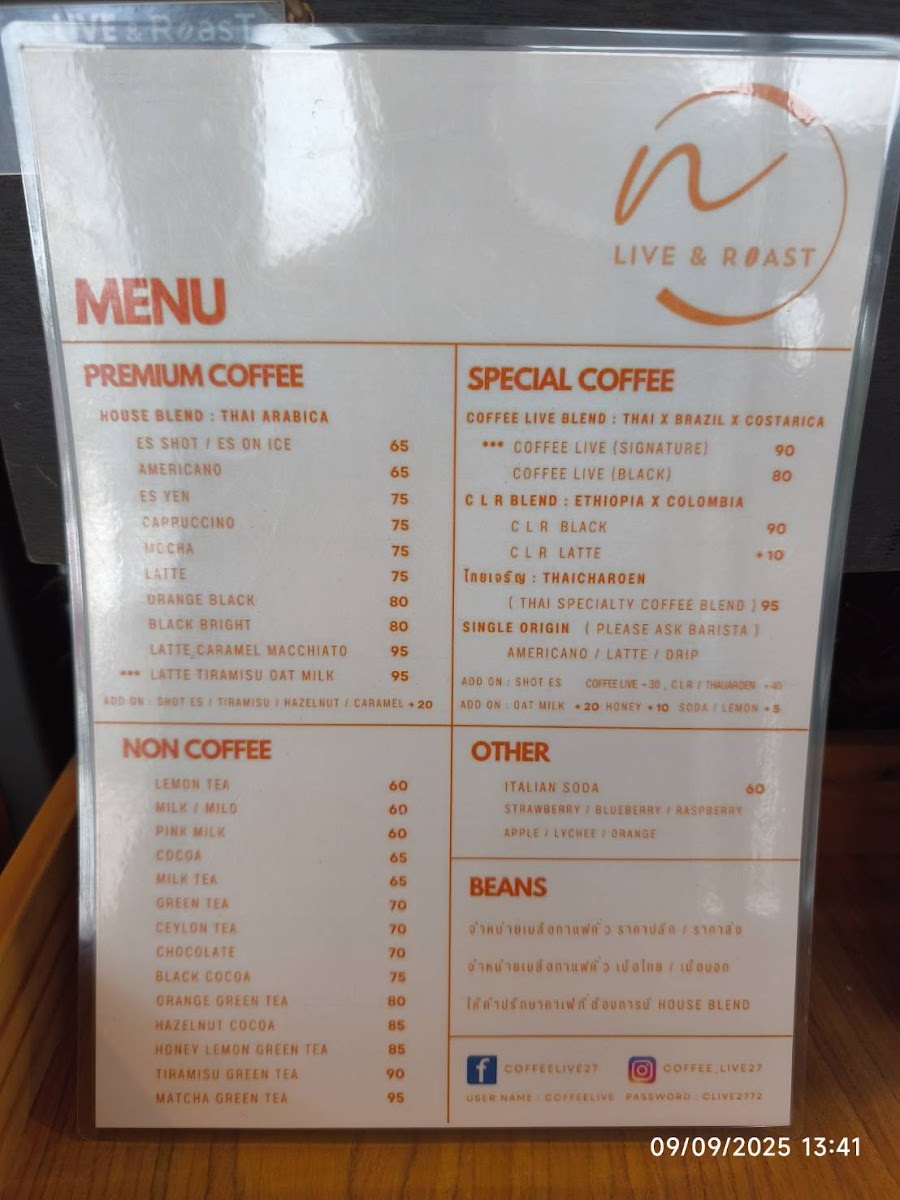 LIVE & ROAST
LIVE & ROAST
MENU
PREMIUM COFFEE
HOUSE BLEND : THAI ARABICA
ES SHOT / ES ON ICE 65
AMERICANO 65
ES YEN 75
CAPPUCCINO 75
MOCHA 75
LATTE 75
ORANGE BLACK 80
BLACK BRIGHT 80
LATTE CARAMEL MACCHIATO 95
*** LATTE TIRAMISU OAT MILK 95
ADD ON : SHOT ES / TIRAMISU / HAZELNUT / CARAMEL +20
SPECIAL COFFEE
COFFEE LIVE BLEND : THAI X BRAZIL X COSTARICA
*** COFFEE LIVE (SIGNATURE) 90
COFFEE LIVE (BLACK) 80
C L R BLEND : ETHIOPIA X COLOMBIA
C L R BLACK 90
C L R LATTE +10
ไทยเจริญ : THAICHAROEN
( THAI SPECIALTY COFFEE BLEND ) 95
SINGLE ORIGIN ( PLEASE ASK BARISTA )
AMERICANO / LATTE / DRIP
ADD ON : SHOT ES COFFEE LIVE +30 , C L R / THAIJAROEN +40
ADD ON : OAT MILK +20 HONEY +10 SODA / LEMON +5
NON COFFEE
LEMON TEA 60
MILK / MILO 60
PINK MILK 60
COCOA 65
MILK TEA 65
GREEN TEA 70
CEYLON TEA 70
CHOCOLATE 70
BLACK COCOA 75
ORANGE GREEN TEA 80
HAZELNUT COCOA 85
HONEY LEMON GREEN TEA 85
TIRAMISU GREEN TEA 90
MATCHA GREEN TEA 95
OTHER
ITALIAN SODA 60
STRAWBERRY / BLUEBERRY / RASPBERRY
APPLE / LYCHEE / ORANGE
BEANS
จำหน่ายเมล็ดกาแฟคั่ว ราคาปลีก / ราคาส่ง
จำหน่ายเมล็ดกาแฟคั่ว เม็ดไทย / เม็ดนอก
ให้คำปรึกษาคาเฟ่ที่ต้องการมี HOUSE BLEND
COFFEELIVE27 COFFEE_LIVE27
USER NAME : COFFEELIVE PASSWORD : CLIVE2772
09/09/2025 13:41